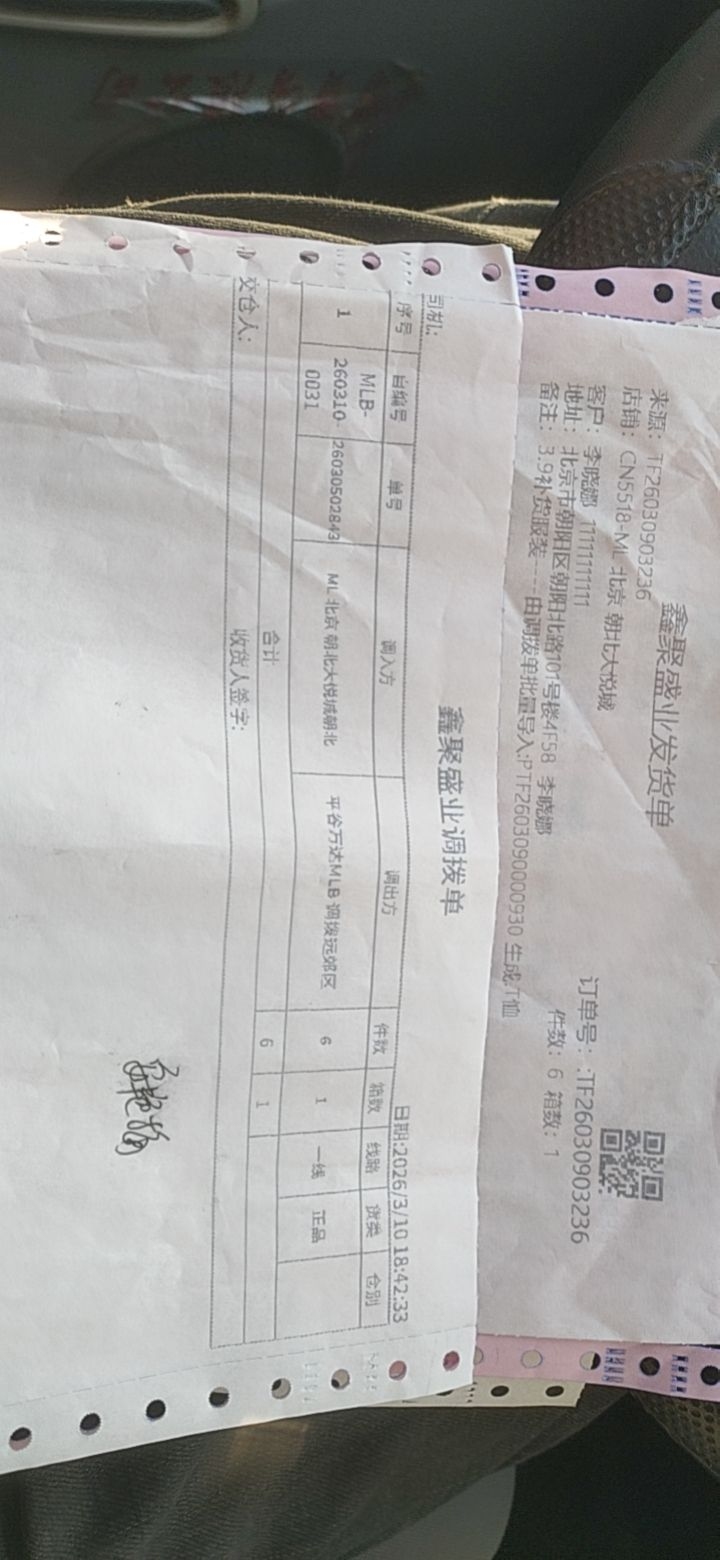 鑫聚盛业发货单
来源： TF26030903236
订单号： :TF26030903236
店铺： CN5518-ML 北京 朝北大悦城
件数： 6 箱数： 1
客户： 李晓娜 11111111111
地址： 北京市朝阳区朝阳北路101号楼4F58 李晓娜
备注： 3.9补货服装----由调拨单批量导入:PTF2603090000930 生成,T恤
鑫聚盛业调拨单
司机:
日期:2026/3/10 18:42:33
序号 自编号 单号 调入方 调出方 件数 箱数 线路 货类 仓别
1 MLB-260310-0031 26030502843 ML 北京 朝北大悦城朝北 平谷万达MLB 调拨远郊区 6 1 一线 正品
合计 6 1
交仓人: 收货人签字: